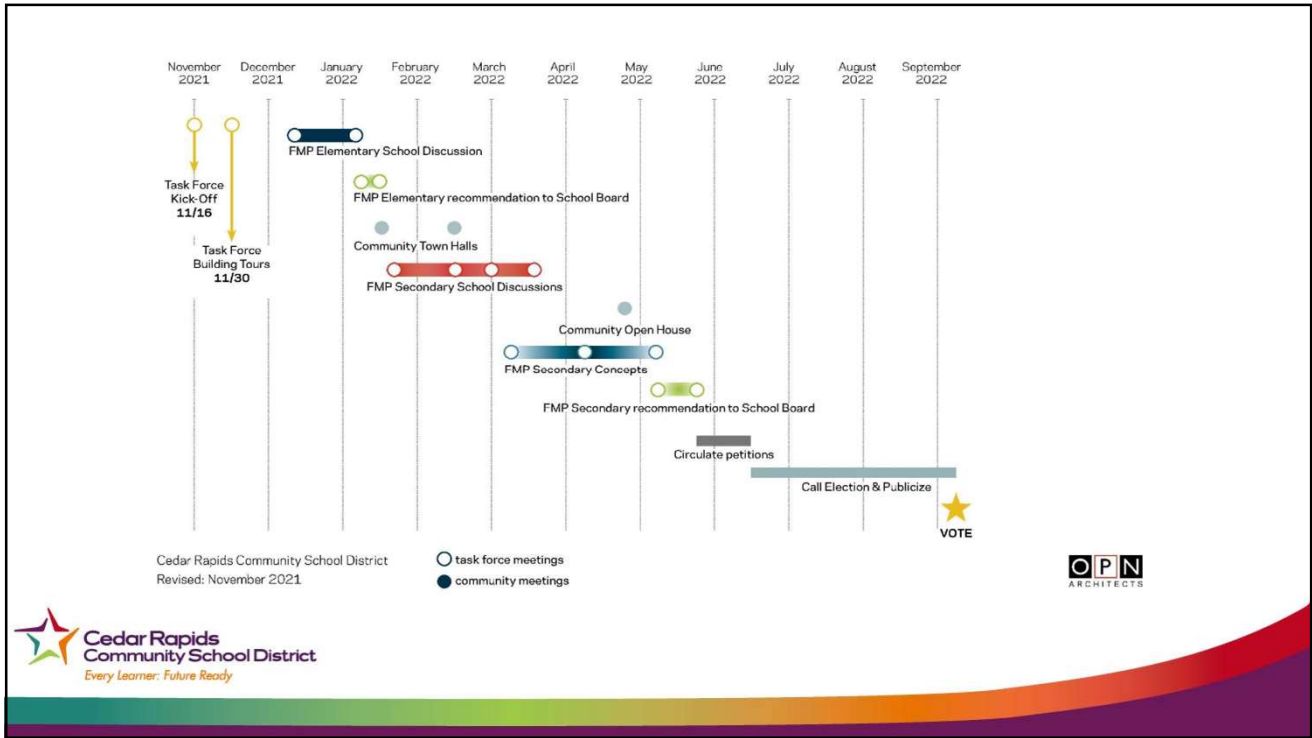 November December January February March April May June July August September
2021 2021 2022 2022 2022 2022 2022 2022 2022 2022 2022
FMP Elementary School Discussion
Task Force
Kick-Off
11/16
FMP Elementary recommendation to School Board
Task Force
Building Tours
11/30
Community Town Halls
FMP Secondary School Discussions
Community Open House
FMP Secondary Concepts
FMP Secondary recommendation to School Board
Circulate petitions
Call Election & Publicize
VOTE
Cedar Rapids Community School District
Revised: November 2021
task force meetings
community meetings
OPN
ARCHITECTS
Cedar Rapids
Community School District
Every Learner: Future Ready